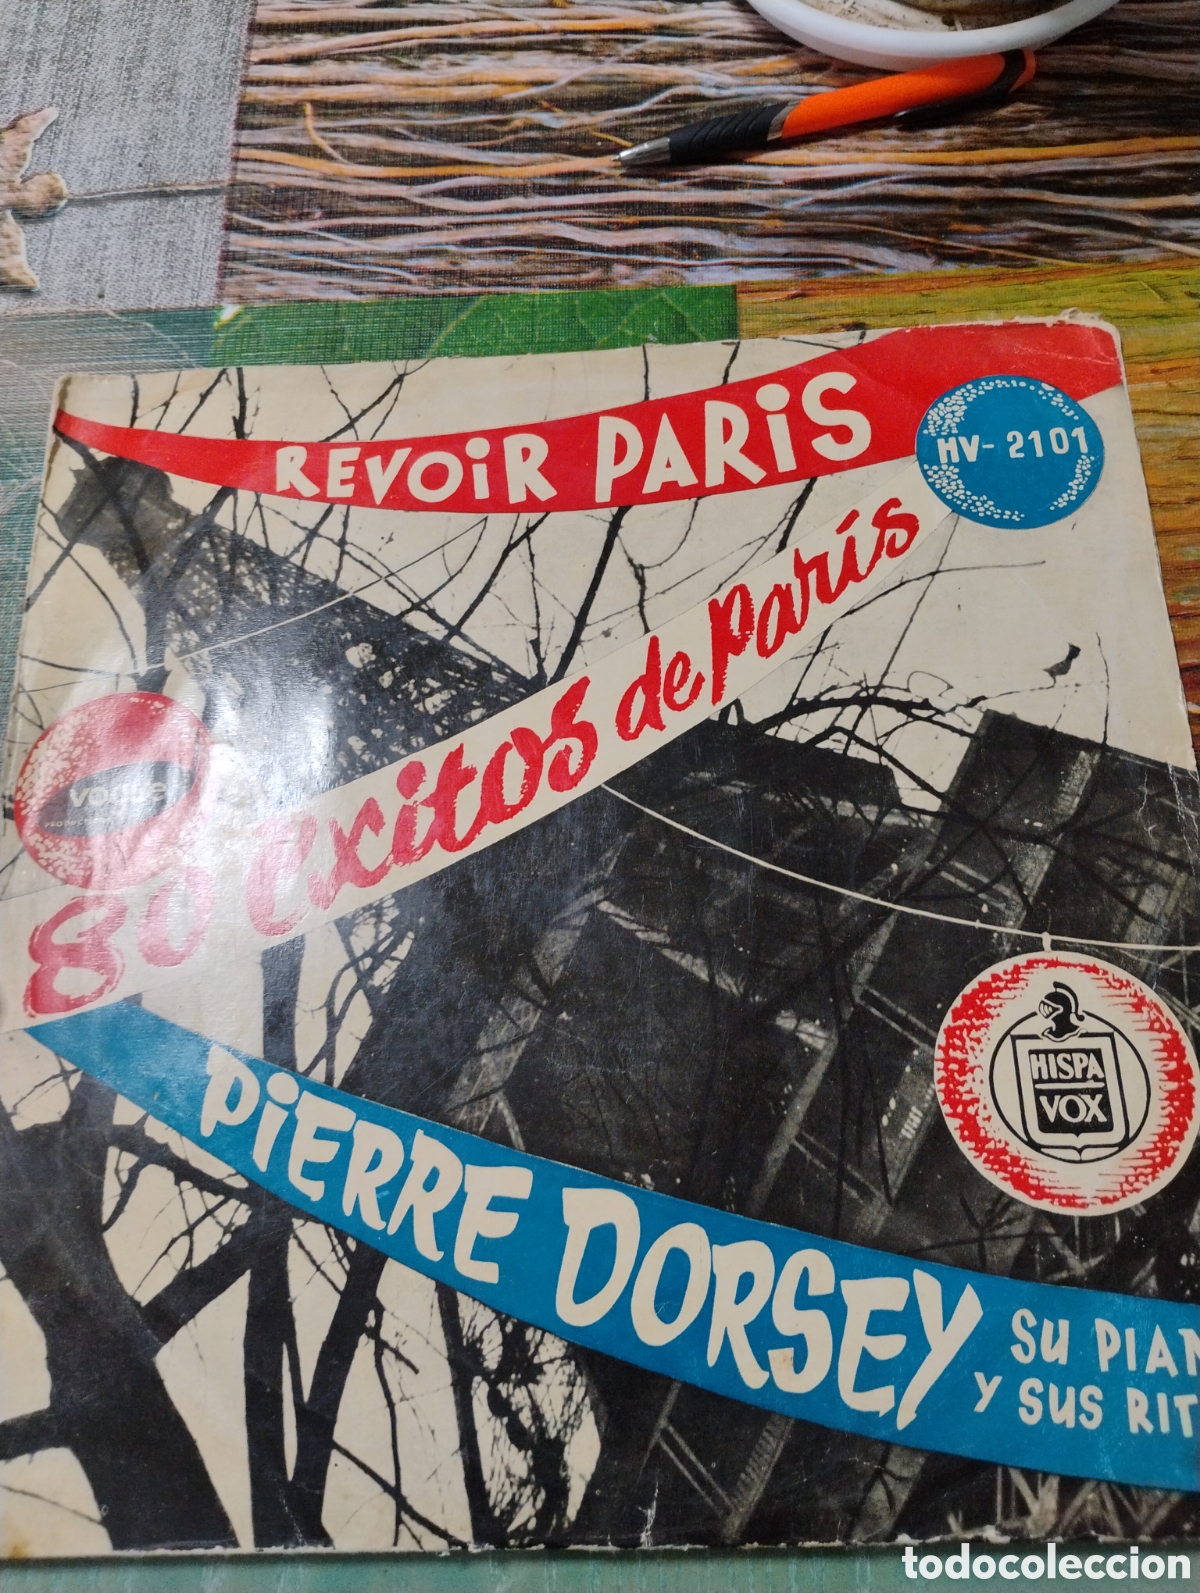 REVOiR PARiS
HV-2101
80 éxitos de París
vogue
PiERRE DORSEY
SU PIAN
Y SUS RIT
HISPA
VOX
todocoleccion